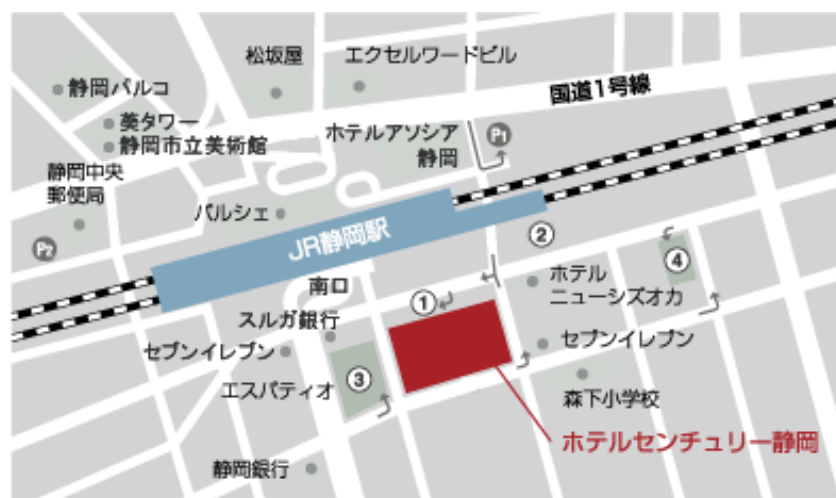 松坂屋
エクセルワードビル
国道1号線
静岡パルコ
葵タワー
静岡市立美術館
ホテルアソシア
静岡
P1
静岡中央
郵便局
パルシェ
P2
JR静岡駅
②
④
南口
①
ホテル
ニューシズオカ
スルガ銀行
セブンイレブン
セブンイレブン
③
エスパティオ
森下小学校
ホテルセンチュリー静岡
静岡銀行